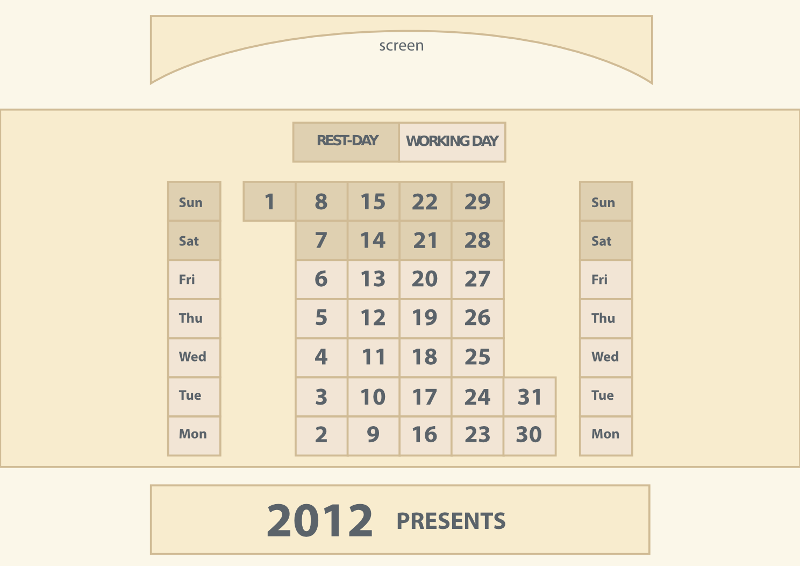 screen
REST-DAY WORKING DAY
Sun 1 8 15 22 29 Sun
Sat 7 14 21 28 Sat
Fri 6 13 20 27 Fri
Thu 5 12 19 26 Thu
Wed 4 11 18 25 Wed
Tue 3 10 17 24 31 Tue
Mon 2 9 16 23 30 Mon
2012 PRESENTS